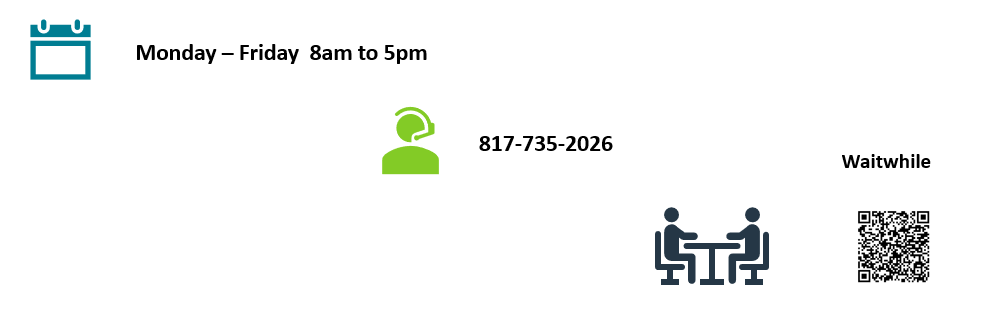 Monday – Friday  8am to 5pm
817-735-2026
Waitwhile